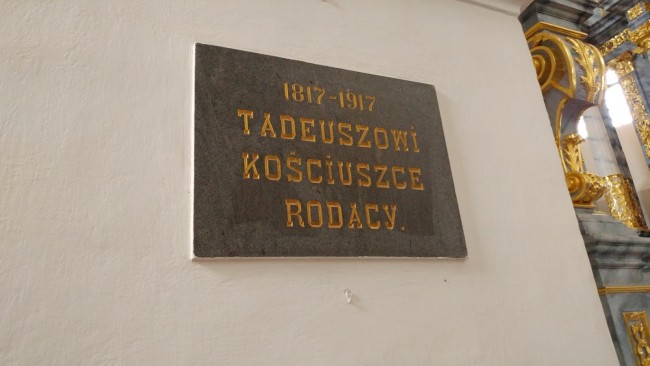 1817-1917
TADEUSZOWI
KOŚCIUSZCE
RODACY.